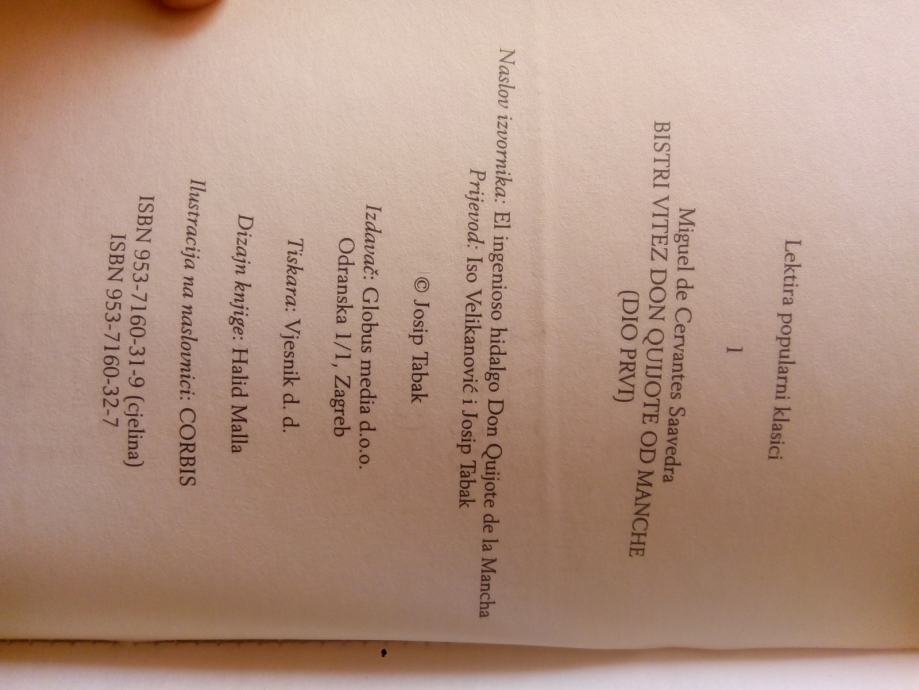 Lektira popularni klasici
1
Miguel de Cervantes Saavedra
BISTRI VITEZ DON QUIJOTE OD MANCHE
(DIO PRVI)
Naslov izvornika: El ingenioso hidalgo Don Quijote de la Mancha
Prijevod: Iso Velikanović i Josip Tabak
© Josip Tabak
Izdavač: Globus media d.o.o.
Odranska 1/1, Zagreb
Tiskara: Vjesnik d. d.
Dizajn knjige: Halid Malla
Ilustracija na naslovnici: CORBIS
ISBN 953-7160-31-9 (cjelina)
ISBN 953-7160-32-7